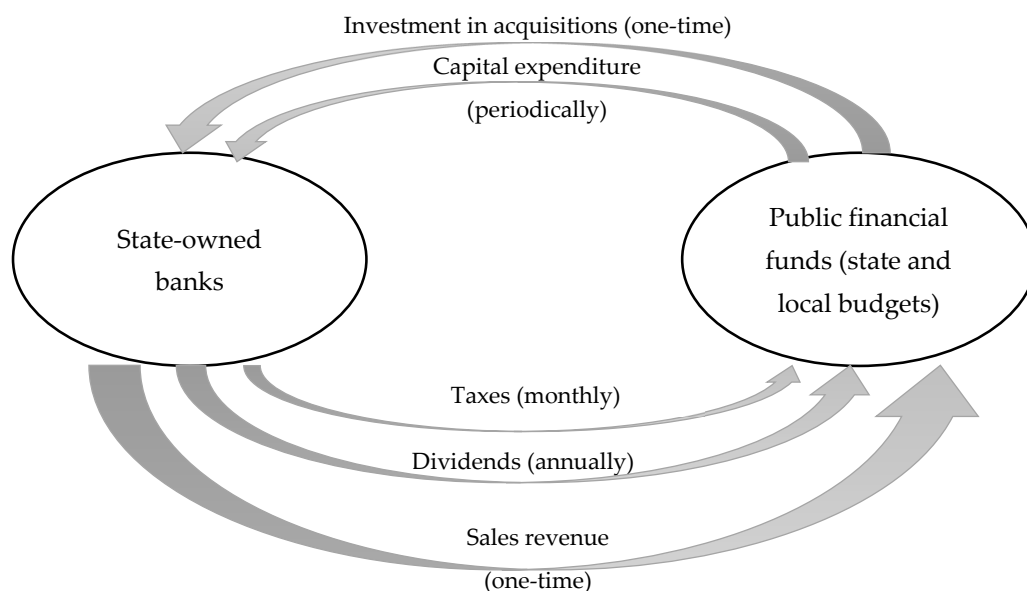 Investment in acquisitions (one-time)
Capital expenditure
(periodically)
State-owned
banks
Public financial
funds (state and
local budgets)
Taxes (monthly)
Dividends (annually)
Sales revenue
(one-time)